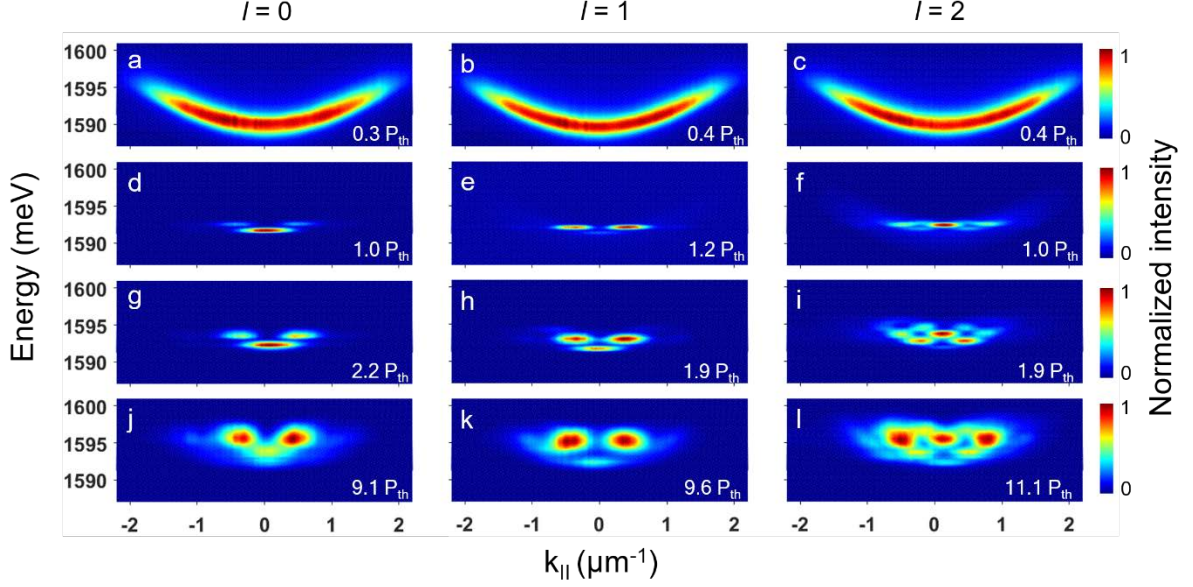 l = 0 l = 1 l = 2
1600 a b c 1
1595
1590 0.3 Pth 0.4 Pth 0.4 Pth 0
1600 d e f 1
1595
1590 1.0 Pth 1.2 Pth 1.0 Pth 0
1600 g h i 1
1595
1590 2.2 Pth 1.9 Pth 1.9 Pth 0
1600 j k l 1
1595
1590 9.1 Pth 9.6 Pth 11.1 Pth 0
-2 -1 0 1 2 -2 -1 0 1 2 -2 -1 0 1 2
k|| (µm-1)
Energy (meV)
Normalized intensity